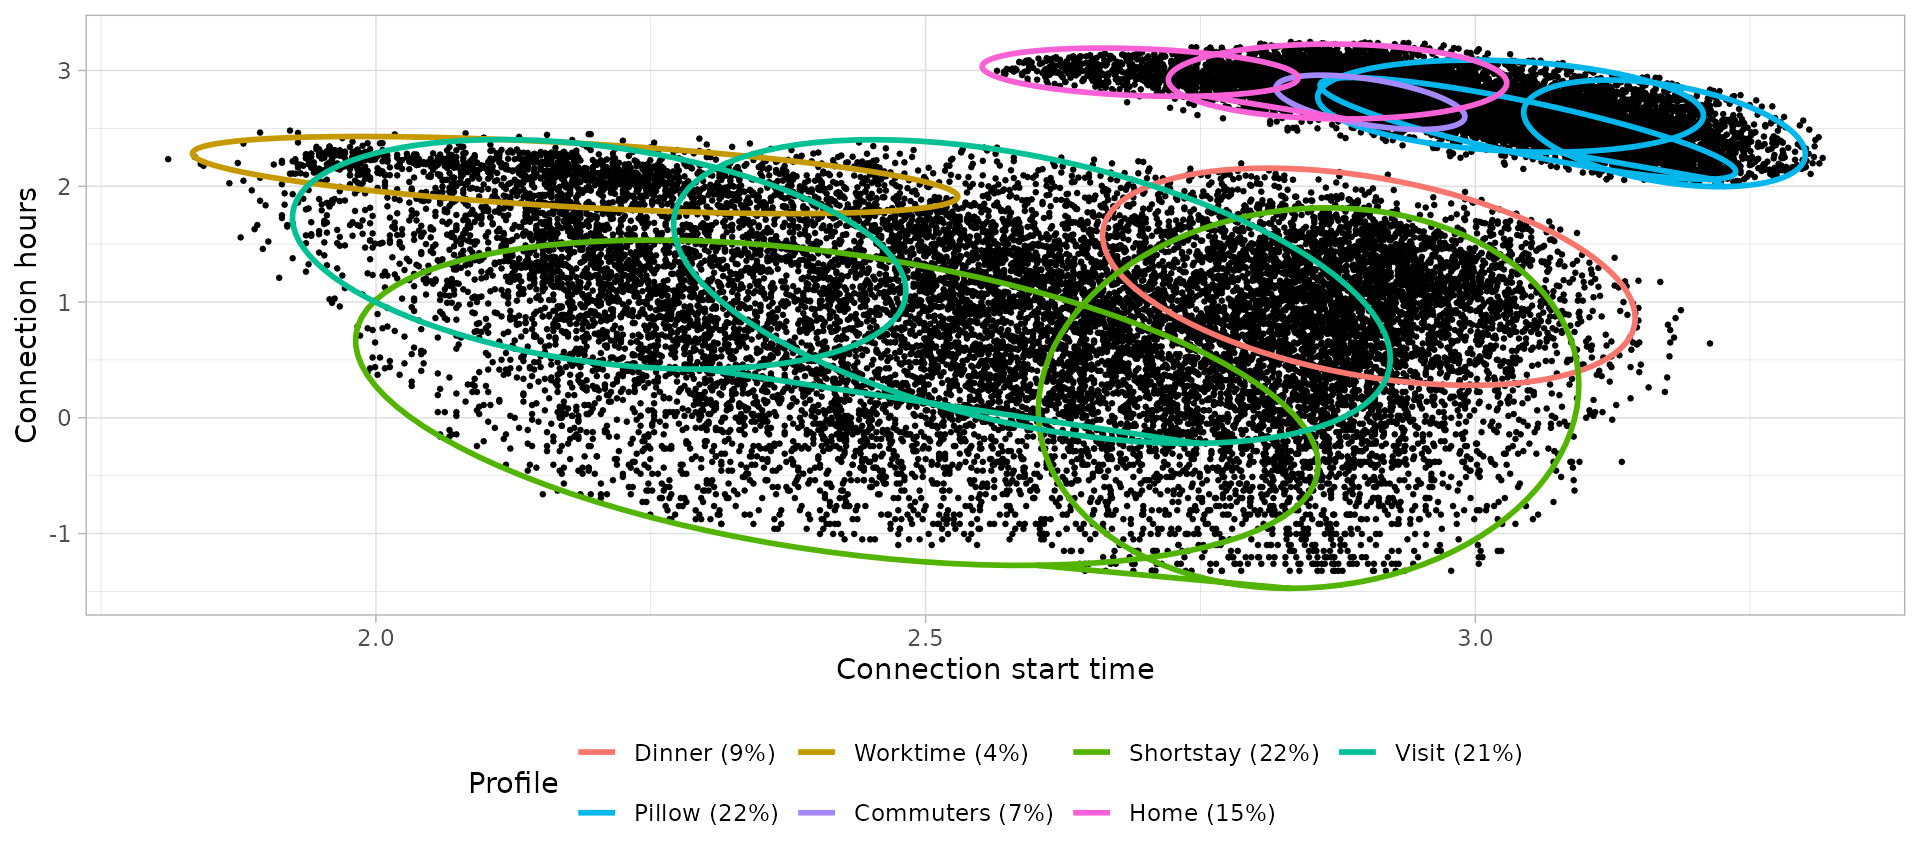 3
2
1
0
-1
Connection hours
2.0 2.5 3.0
Connection start time
Profile
Dinner (9%) Worktime (4%) Shortstay (22%) Visit (21%)
Pillow (22%) Commuters (7%) Home (15%)